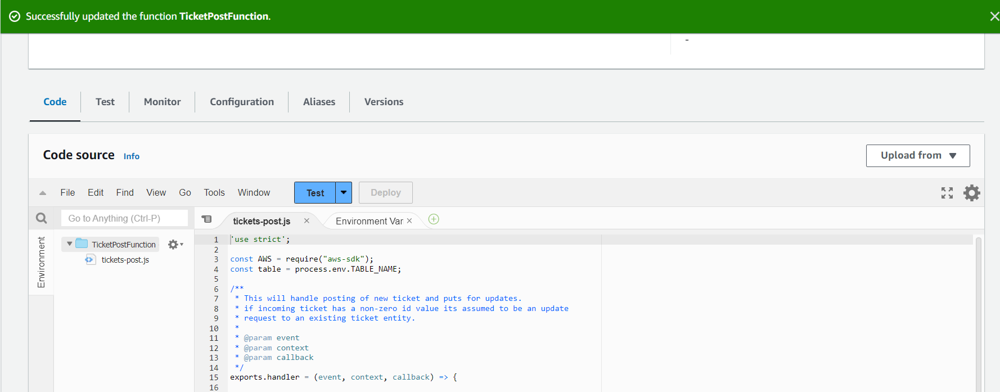 Successfully updated the function TicketPostFunction.
-
Code Test Monitor Configuration Aliases Versions
Code source Info
Upload from
File Edit Find View Go Tools Window Test Deploy
Go to Anything (Ctrl-P)
tickets-post.js Environment Var
Environment
TicketPostFunction
tickets-post.js
1 'use strict';
2
3 const AWS = require("aws-sdk");
4 const table = process.env.TABLE_NAME;
5
6 /**
7 * This will handle posting of new ticket and puts for updates.
8 * if incoming ticket has a non-zero id value its assumed to be an update
9 * request to an existing ticket entity.
10 *
11 * @param event
12 * @param context
13 * @param callback
14 */
15 exports.handler = (event, context, callback) => {
16